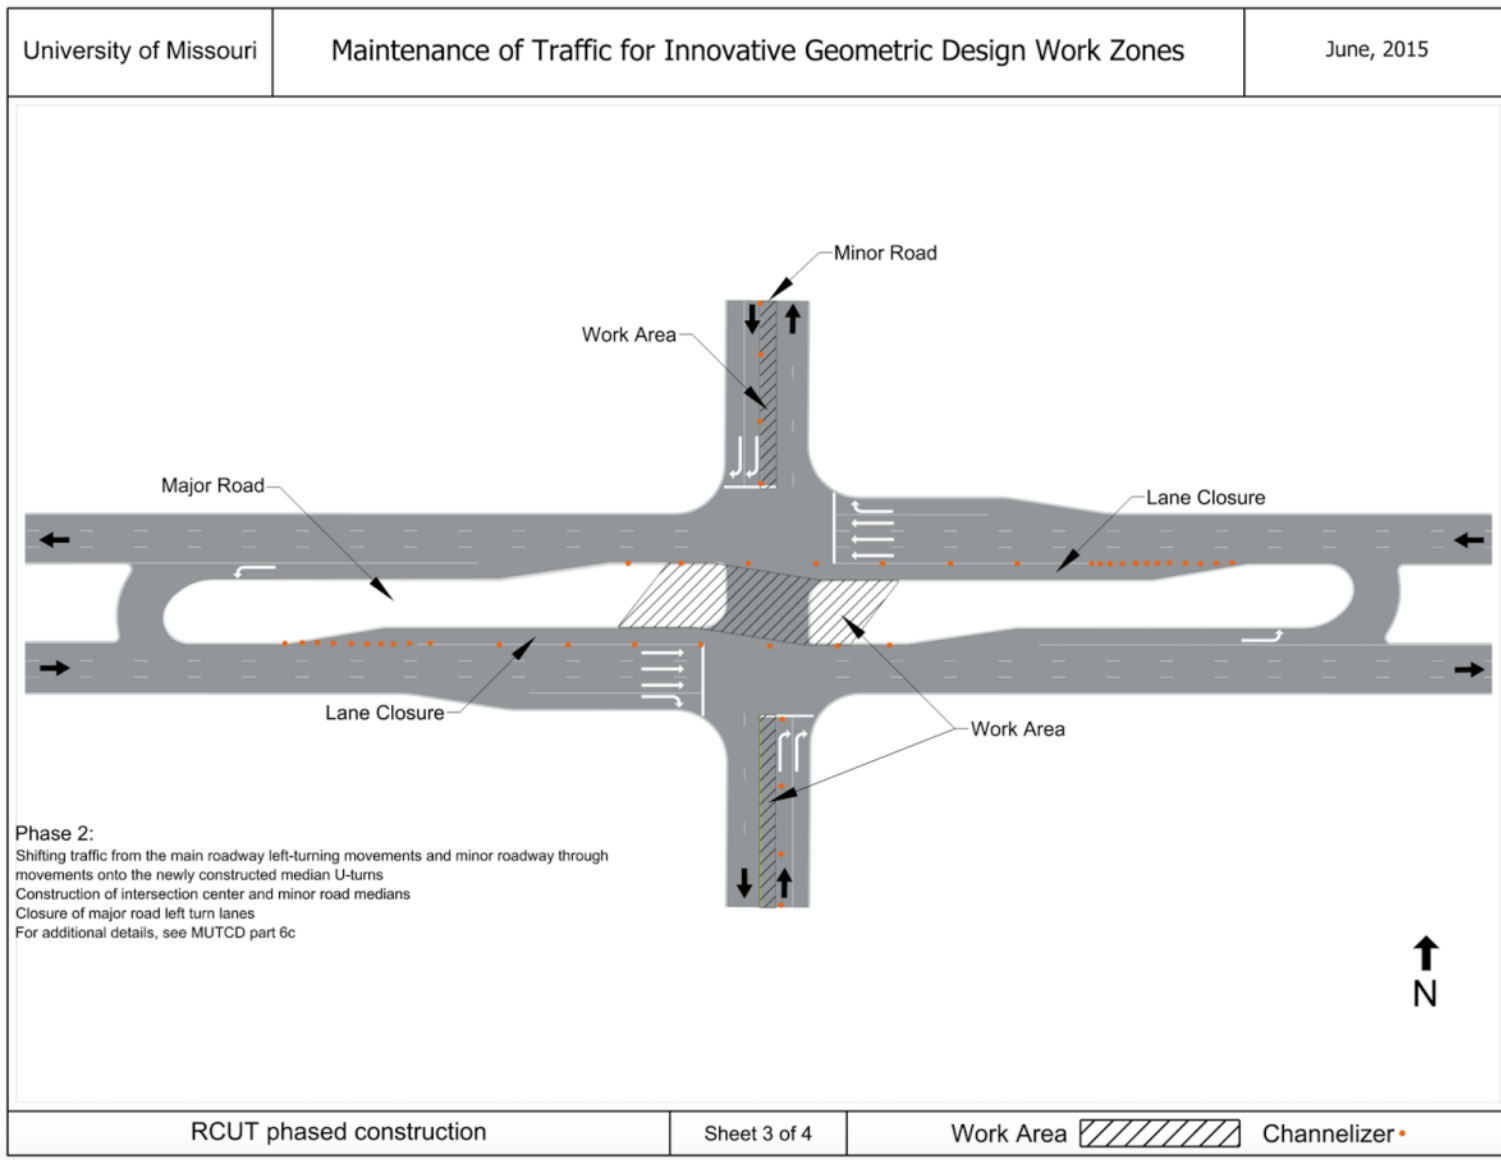 University of Missouri
Maintenance of Traffic for Innovative Geometric Design Work Zones
June, 2015
Minor Road
Work Area
Major Road
Lane Closure
Lane Closure
Work Area
Phase 2:
Shifting traffic from the main roadway left-turning movements and minor roadway through
movements onto the newly constructed median U-turns
Construction of intersection center and minor road medians
Closure of major road left turn lanes
For additional details, see MUTCD part 6c
N
RCUT phased construction
Sheet 3 of 4
Work Area
Channelizer